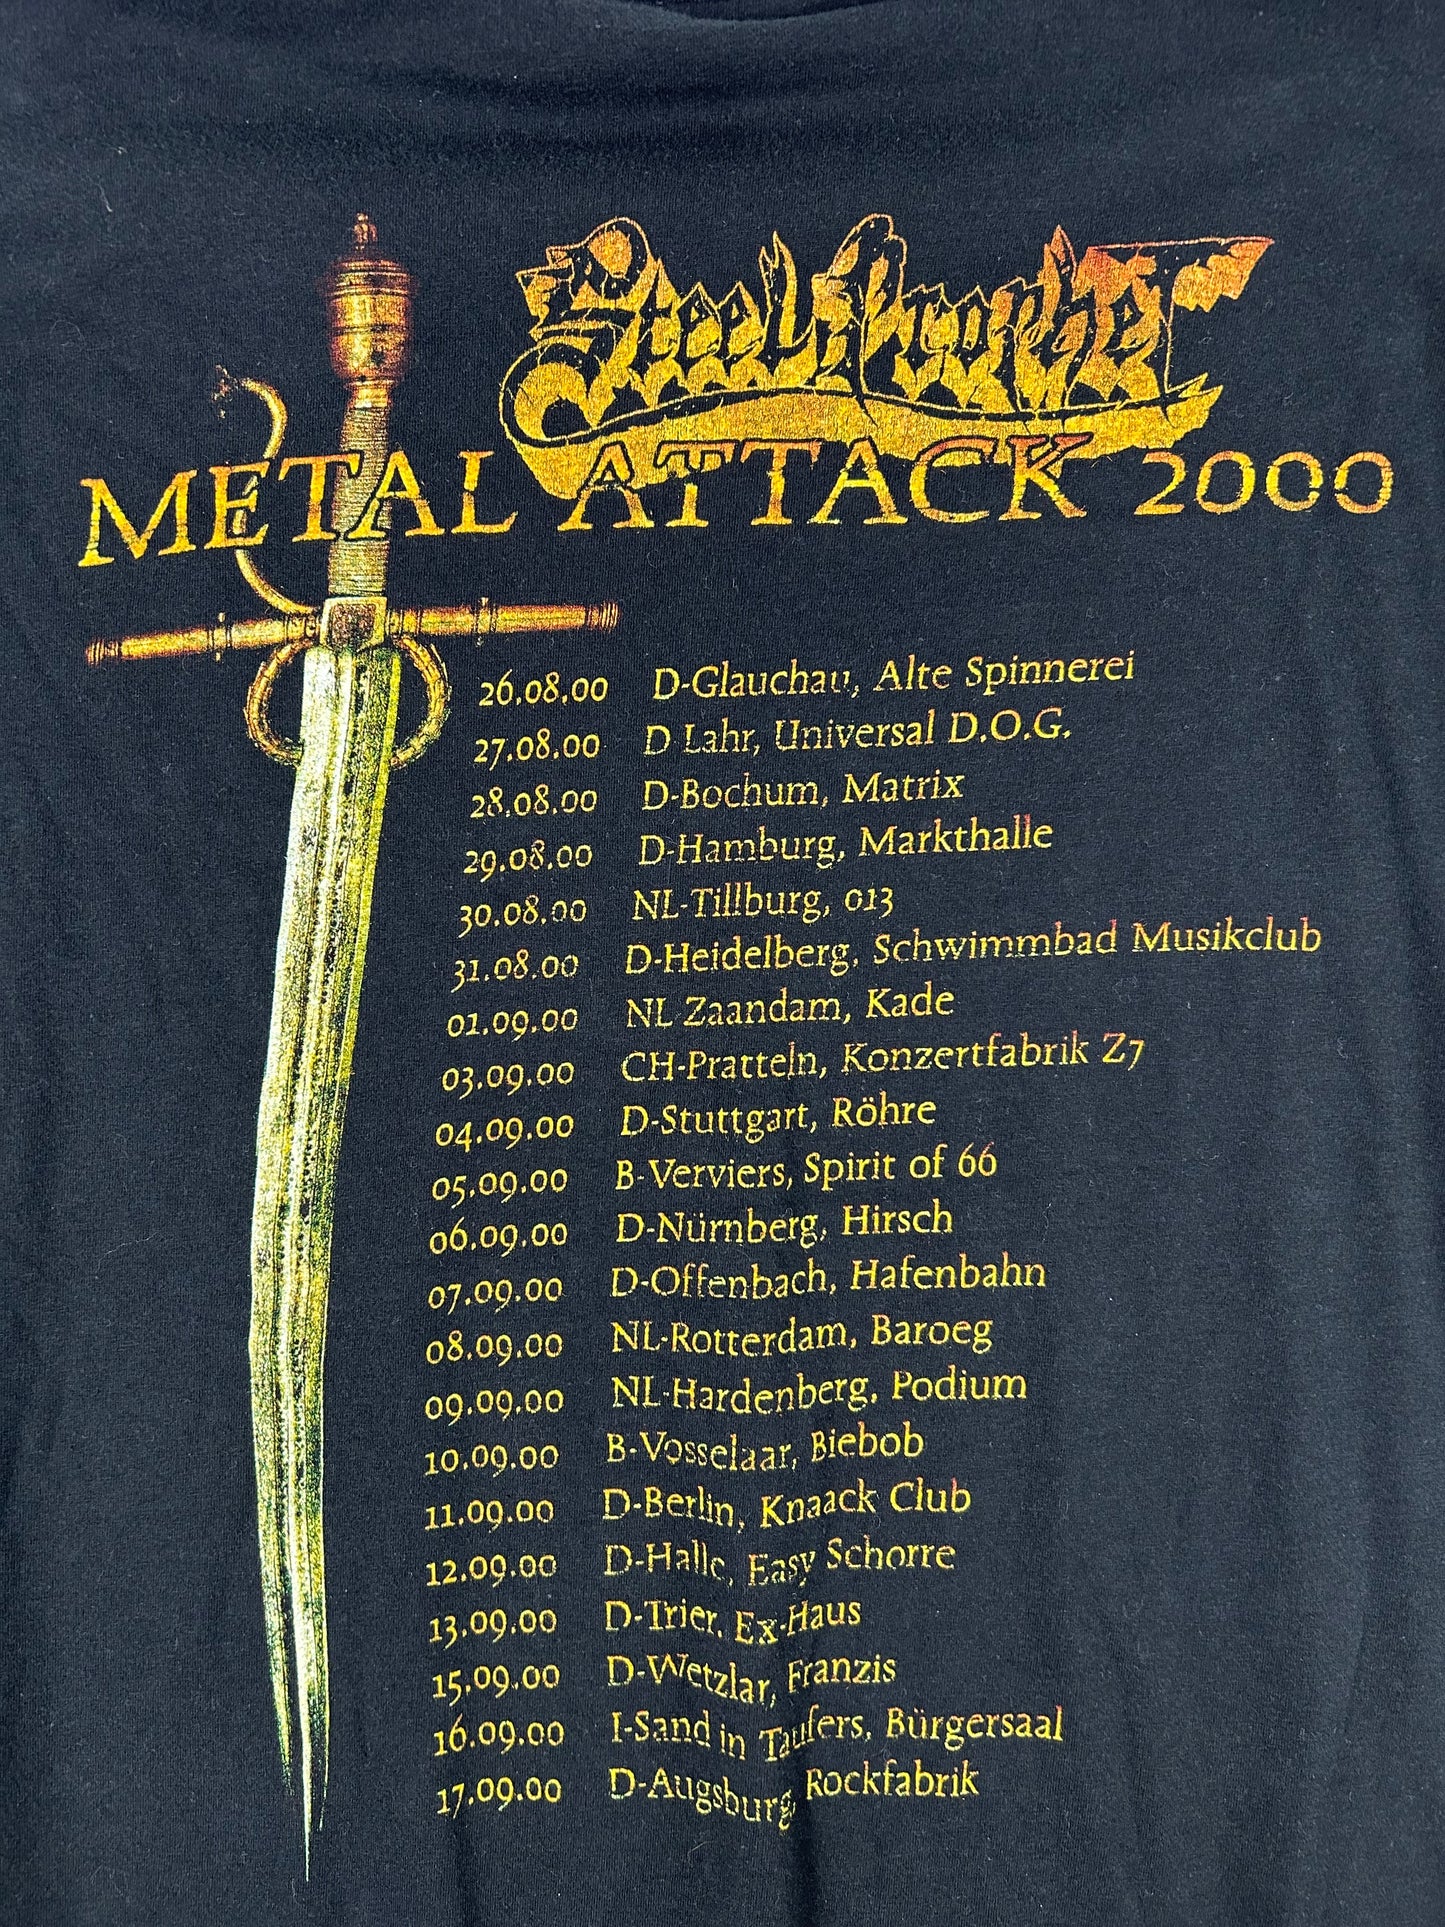 Steel Prophet
METAL ATTACK 2000
26.08.00 D-Glauchau, Alte Spinnerei
27.08.00 D-Lahr, Universal D.O.G.
28.08.00 D-Bochum, Matrix
29.08.00 D-Hamburg, Markthalle
30.08.00 NL-Tillburg, 013
31.08.00 D-Heidelberg, Schwimmbad Musikclub
01.09.00 NL-Zaandam, Kade
03.09.00 CH-Pratteln, Konzertfabrik Z7
04.09.00 D-Stuttgart, Röhre
05.09.00 B-Verviers, Spirit of 66
06.09.00 D-Nürnberg, Hirsch
07.09.00 D-Offenbach, Hafenbahn
08.09.00 NL-Rotterdam, Baroeg
09.09.00 NL-Hardenberg, Podium
10.09.00 B-Vosselaar, Biebob
11.09.00 D-Berlin, Knaack Club
12.09.00 D-Halle, Easy Schorre
13.09.00 D-Trier, Ex-Haus
15.09.00 D-Wetzlar, Franzis
16.09.00 I-Sand in Taufers, Bürgersaal
17.09.00 D-Augsburg, Rockfabrik